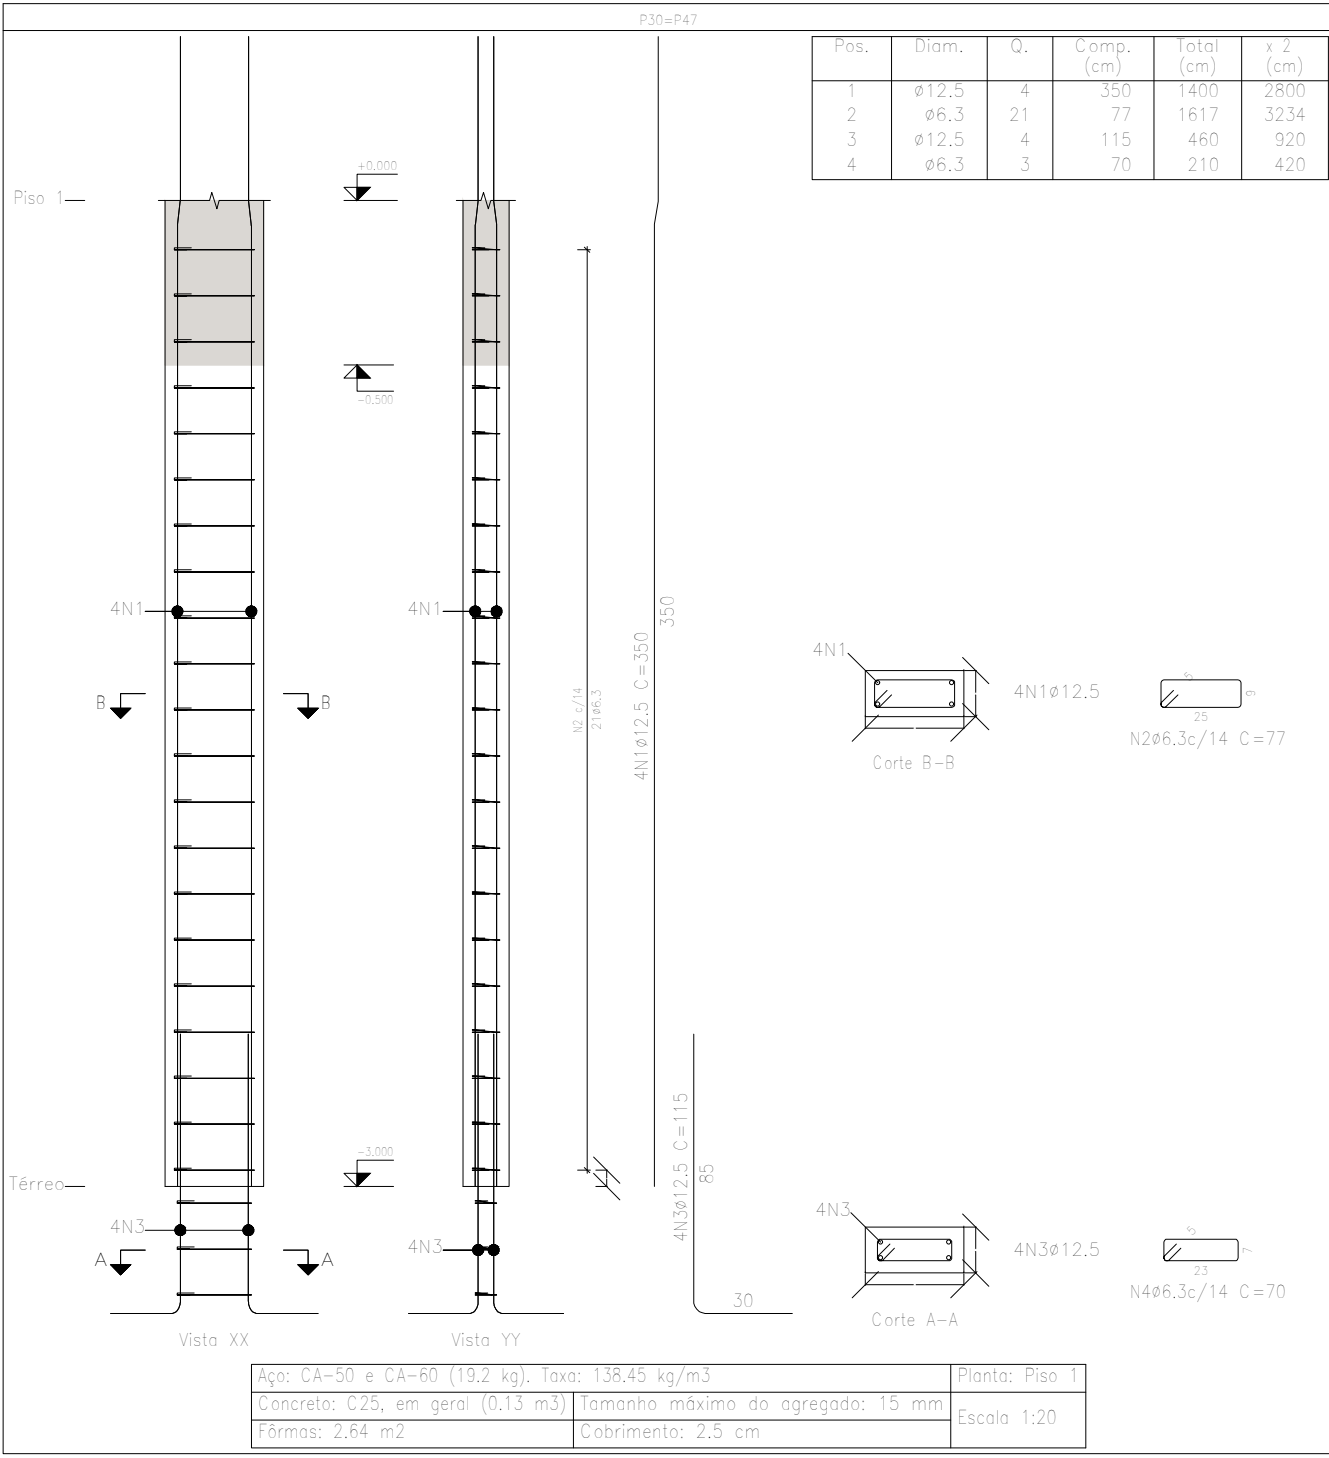 P30=P47
Pos. Diam. Q. Comp. (cm) Total (cm) x 2 (cm)
1 ø12.5 4 350 1400 2800
2 ø6.3 21 77 1617 3234
3 ø12.5 4 115 460 920
4 ø6.3 3 70 210 420
+0.000
Piso 1
-0.500
4N1
4N1
B
B
N2 c/14
21ø6.3
4N1ø12.5 C=350
350
4N1
4N1ø12.5
Corte B-B
5
9
25
N2ø6.3c/14 C=77
-3.000
Térreo
4N3
4N3
A
A
4N3ø12.5 C=115
85
30
4N3
4N3ø12.5
Corte A-A
5
7
23
N4ø6.3c/14 C=70
Vista XX
Vista YY
Aço: CA-50 e CA-60 (19.2 kg). Taxa: 138.45 kg/m3
Planta: Piso 1
Concreto: C25, em geral (0.13 m3)
Tamanho máximo do agregado: 15 mm
Escala 1:20
Fôrmas: 2.64 m2
Cobrimento: 2.5 cm